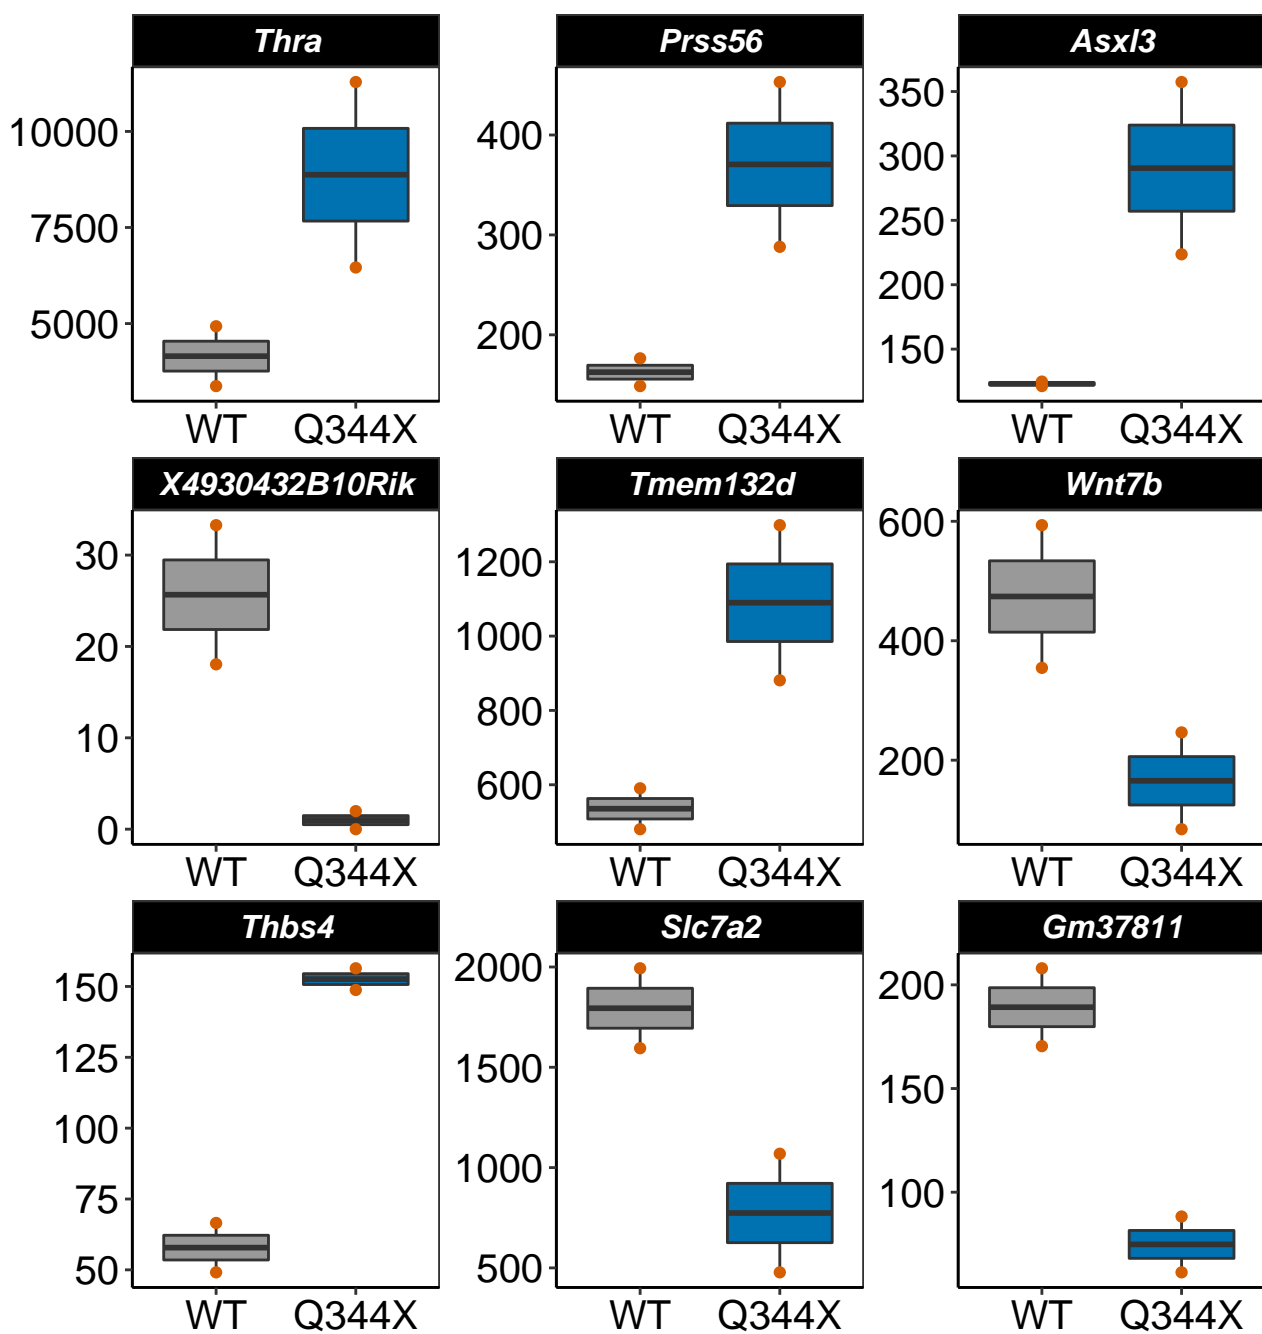 Thra
Prss56
Asxl3
10000
7500
5000
400
300
200
350
300
250
200
150
WT Q344X
WT Q344X
WT Q344X
X4930432B10Rik
Tmem132d
Wnt7b
30
20
10
0
1200
1000
800
600
600
400
200
WT Q344X
WT Q344X
WT Q344X
Thbs4
Slc7a2
Gm37811
150
125
100
75
50
2000
1500
1000
500
200
150
100
WT Q344X
WT Q344X
WT Q344X